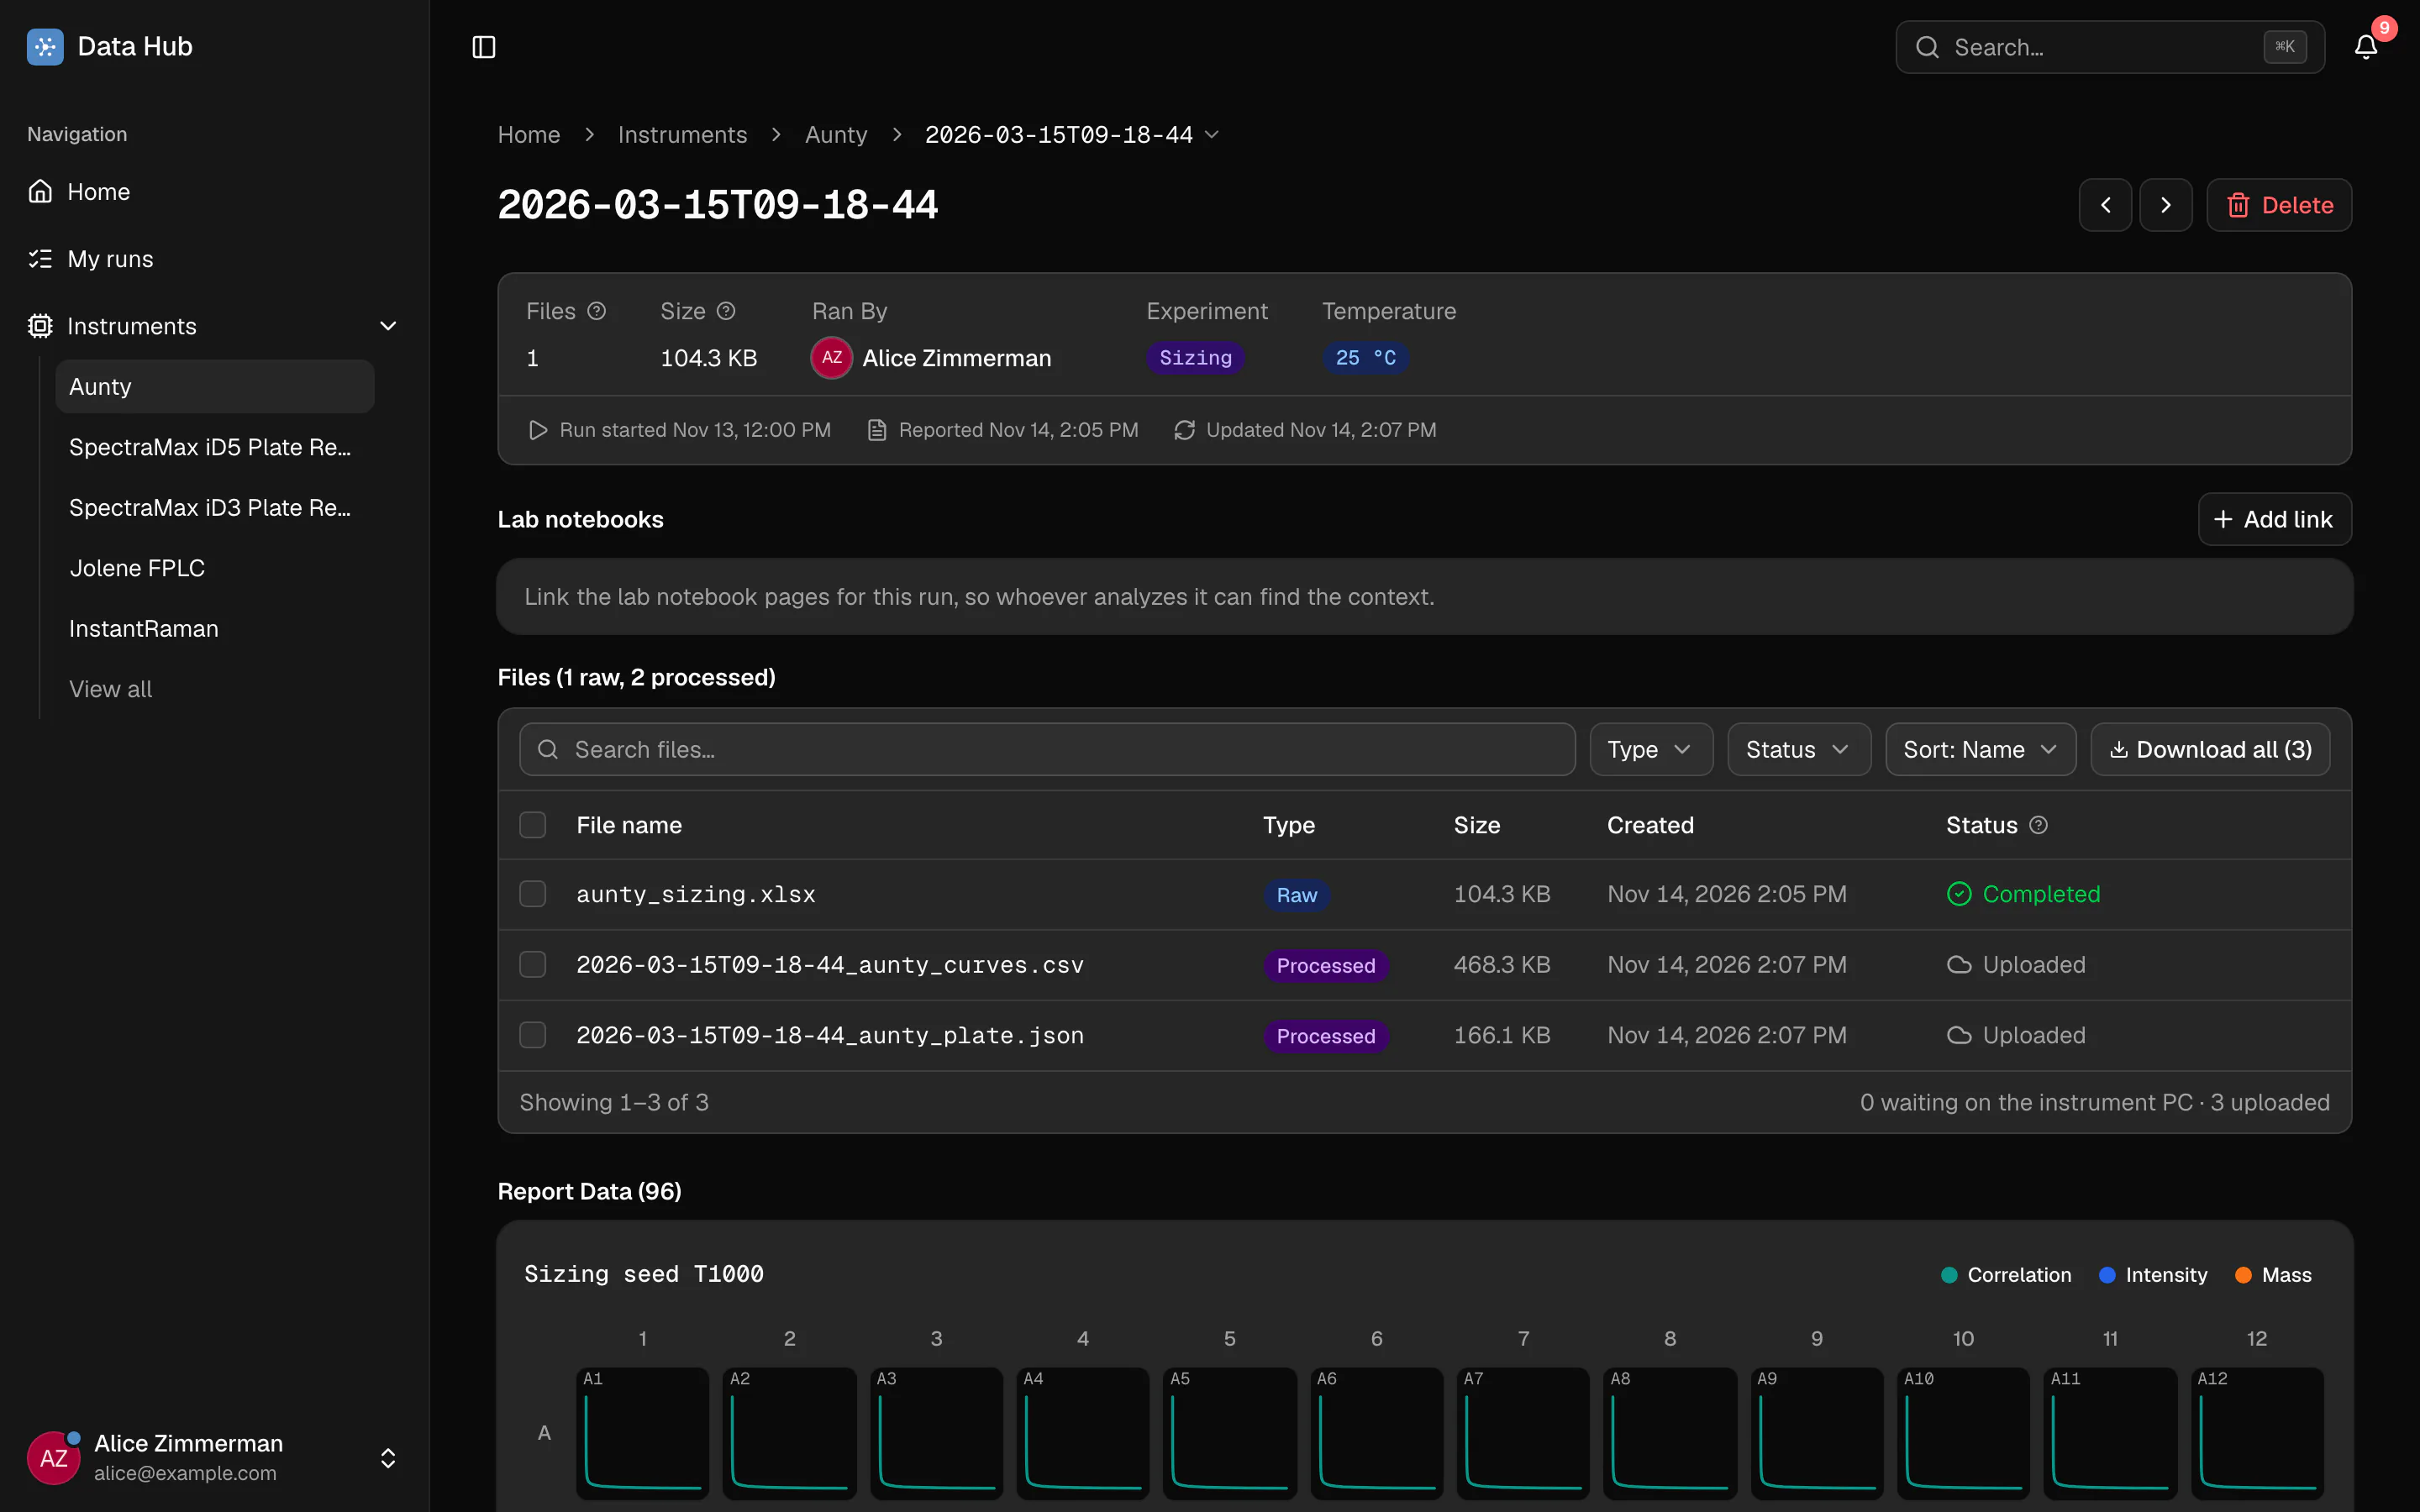 Data Hub
Search...
⌘K
9
Navigation
Home
My runs
Instruments
Aunty
SpectraMax iD5 Plate Re...
SpectraMax iD3 Plate Re...
Jolene FPLC
InstantRaman
View all
Home > Instruments > Aunty > 2026-03-15T09-18-44
2026-03-15T09-18-44
Delete
Files Size Ran By Experiment Temperature
1 104.3 KB AZ Alice Zimmerman Sizing 25 °C
Run started Nov 13, 12:00 PM Reported Nov 14, 2:05 PM Updated Nov 14, 2:07 PM
Lab notebooks
Add link
Link the lab notebook pages for this run, so whoever analyzes it can find the context.
Files (1 raw, 2 processed)
Search files... Type Status Sort: Name Download all (3)
File name Type Size Created Status
aunty_sizing.xlsx Raw 104.3 KB Nov 14, 2026 2:05 PM Completed
2026-03-15T09-18-44_aunty_curves.csv Processed 468.3 KB Nov 14, 2026 2:07 PM Uploaded
2026-03-15T09-18-44_aunty_plate.json Processed 166.1 KB Nov 14, 2026 2:07 PM Uploaded
Showing 1–3 of 3 0 waiting on the instrument PC · 3 uploaded
Report Data (96)
Sizing seed T1000
Correlation Intensity Mass
1 2 3 4 5 6 7 8 9 10 11 12
A1 A2 A3 A4 A5 A6 A7 A8 A9 A10 A11 A12
A
AZ
Alice Zimmerman
alice@example.com